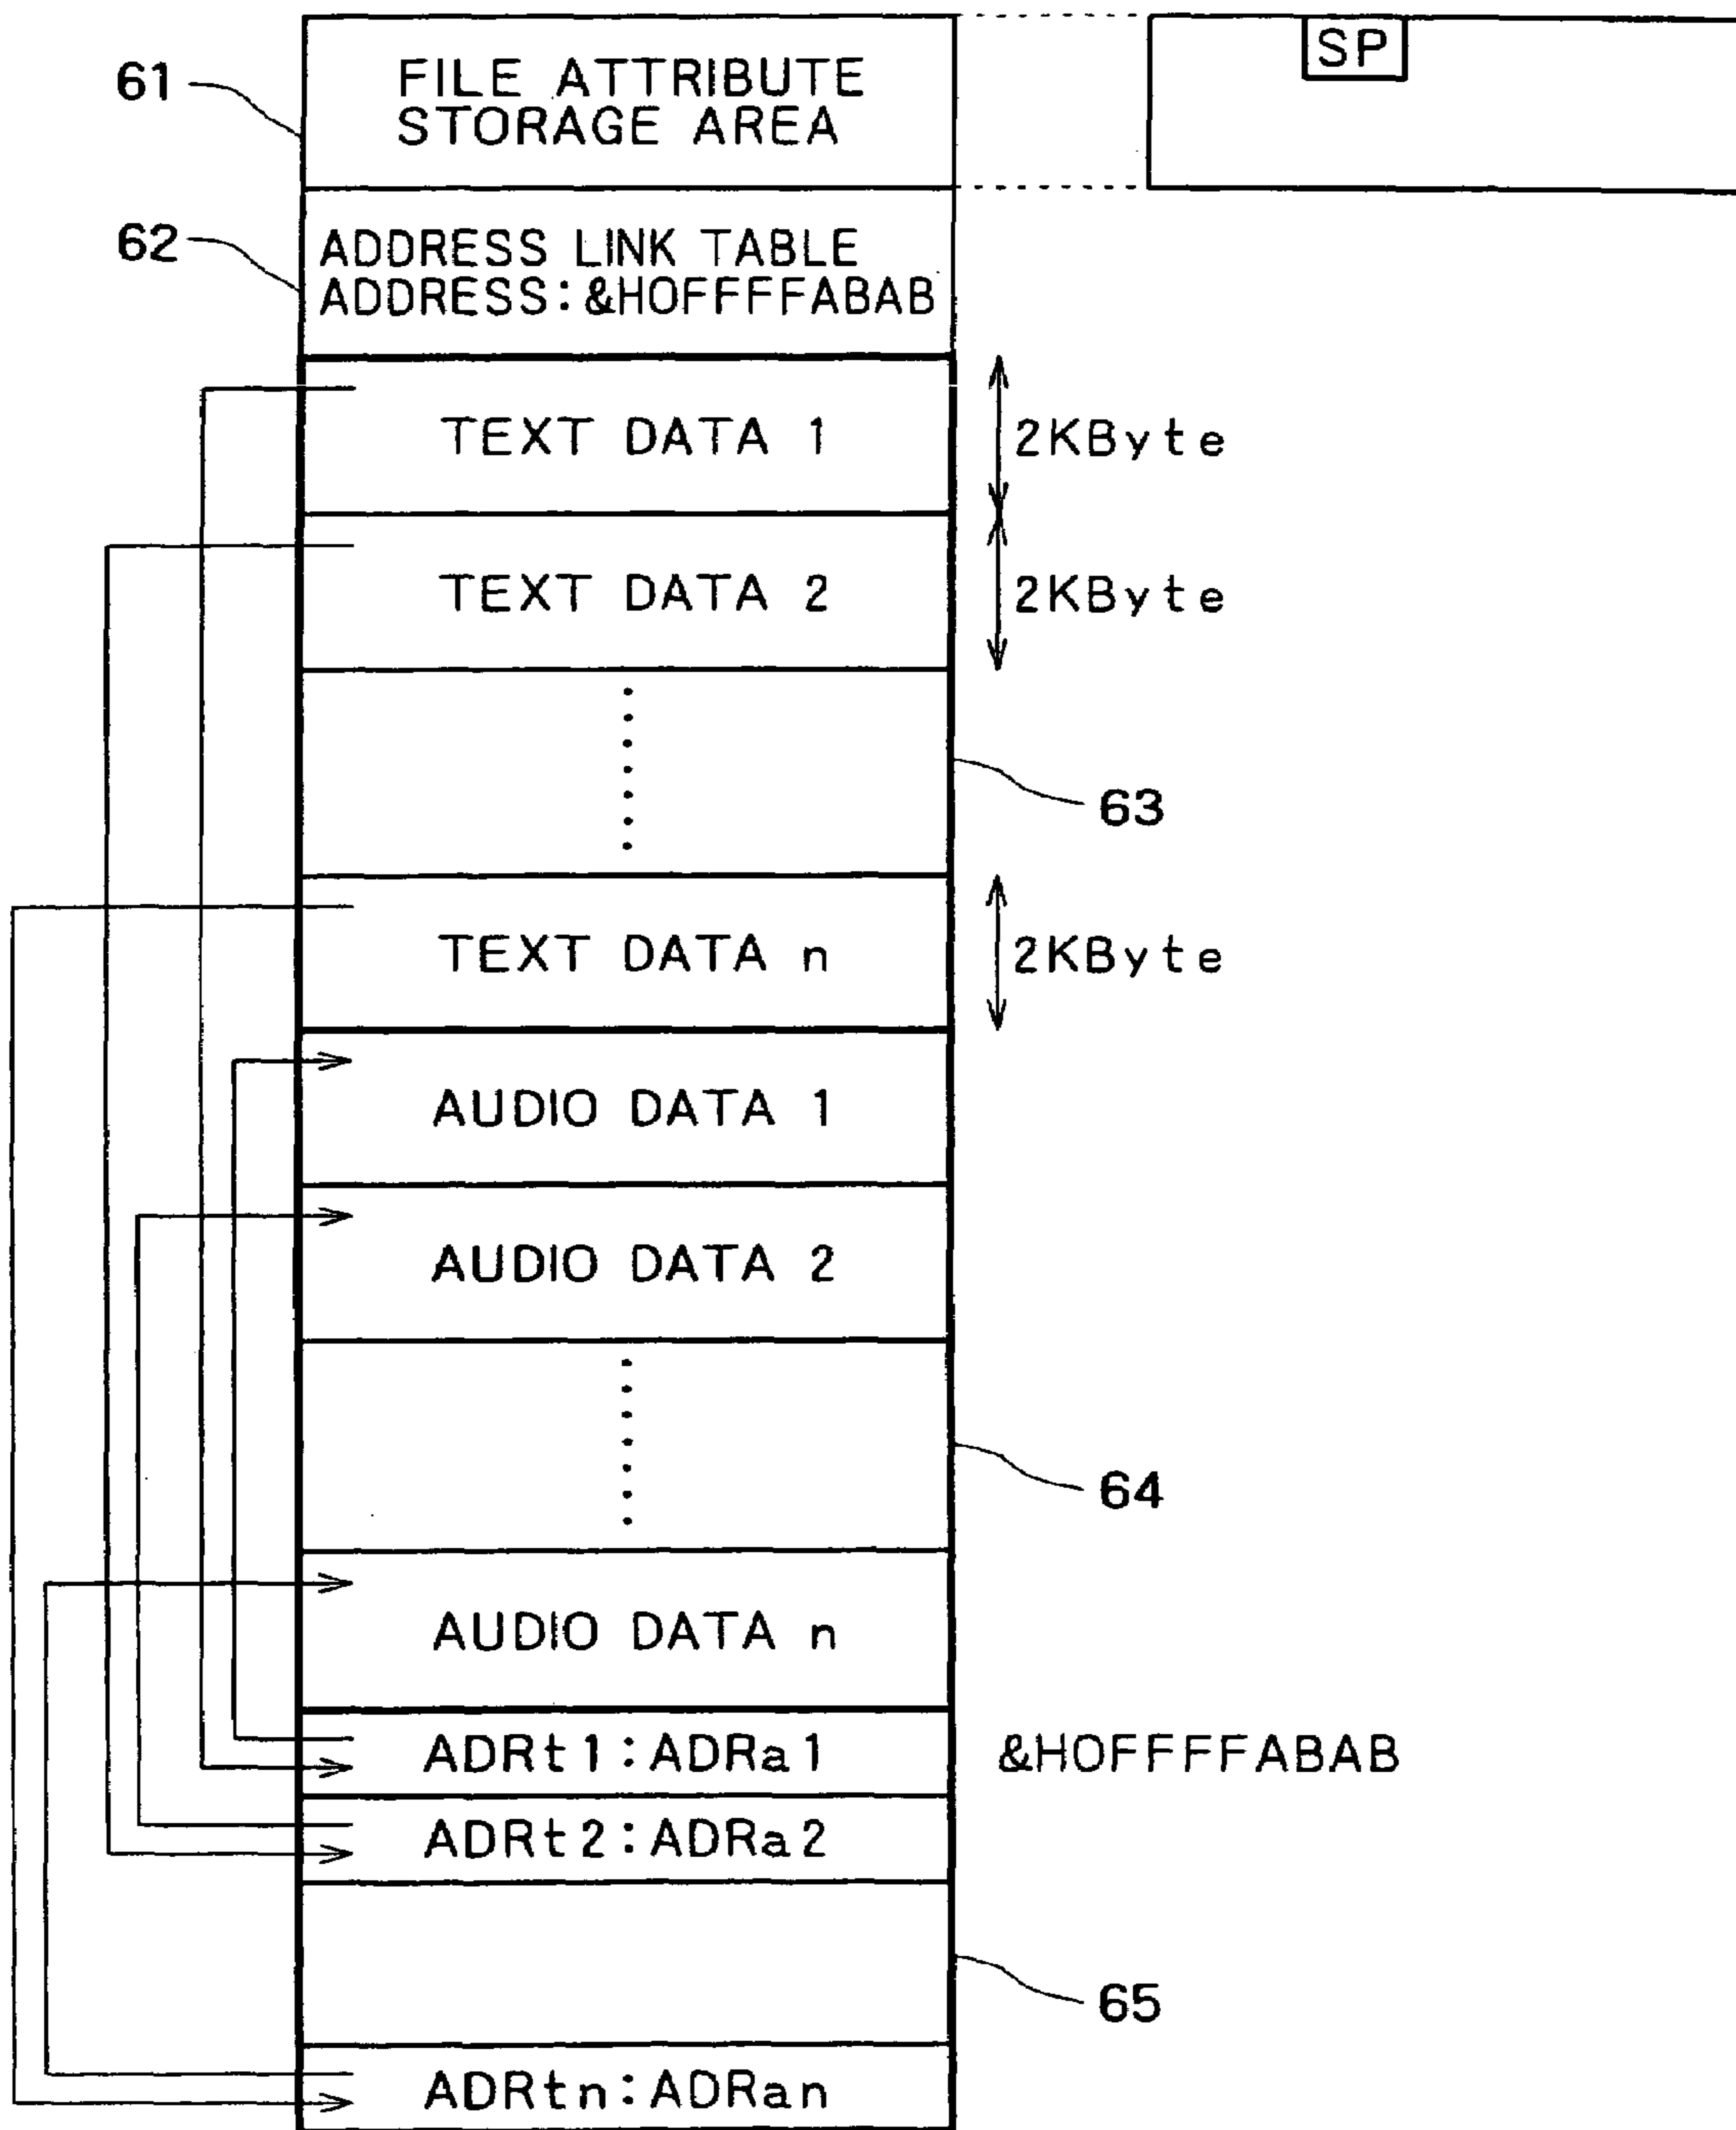 61
FILE ATTRIBUTE
STORAGE AREA
SP
62
ADDRESS LINK TABLE
ADDRESS:&H0FFFFABAB
TEXT DATA 1
2KByte
TEXT DATA 2
2KByte
63
TEXT DATA n
2KByte
AUDIO DATA 1
AUDIO DATA 2
64
AUDIO DATA n
ADRt1:ADRa1
&H0FFFFABAB
ADRt2:ADRa2
65
ADRtn:ADRan